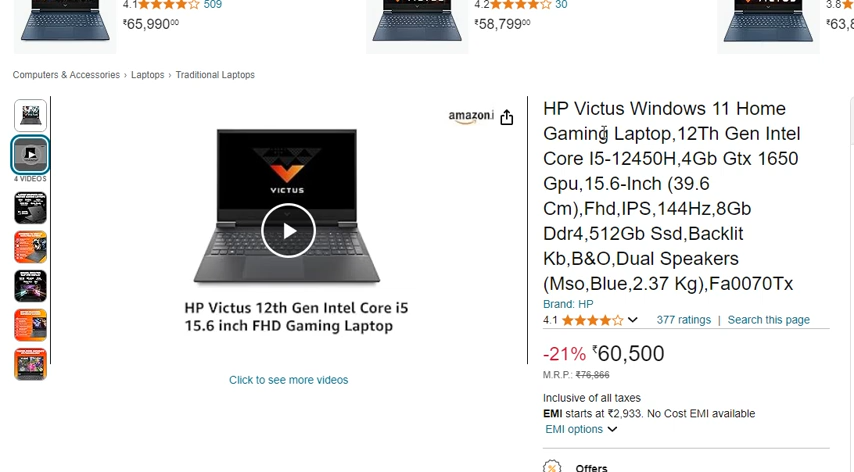 4.1 509
₹65,990⁰⁰
4.2 30
₹58,799⁰⁰
3.8
₹63,8
Computers & Accessories › Laptops › Traditional Laptops
4 VIDEOS
amazon.i
VICTUS
HP Victus 12th Gen Intel Core i5
15.6 inch FHD Gaming Laptop
Click to see more videos
HP Victus Windows 11 Home
Gaming Laptop,12Th Gen Intel
Core I5-12450H,4Gb Gtx 1650
Gpu,15.6-Inch (39.6
Cm),Fhd,IPS,144Hz,8Gb
Ddr4,512Gb Ssd,Backlit
Kb,B&O,Dual Speakers
(Mso,Blue,2.37 Kg),Fa0070Tx
Brand: HP
4.1 377 ratings | Search this page
-21% ₹60,500
M.R.P.: ₹76,866
Inclusive of all taxes
EMI starts at ₹2,933. No Cost EMI available
EMI options
Offers